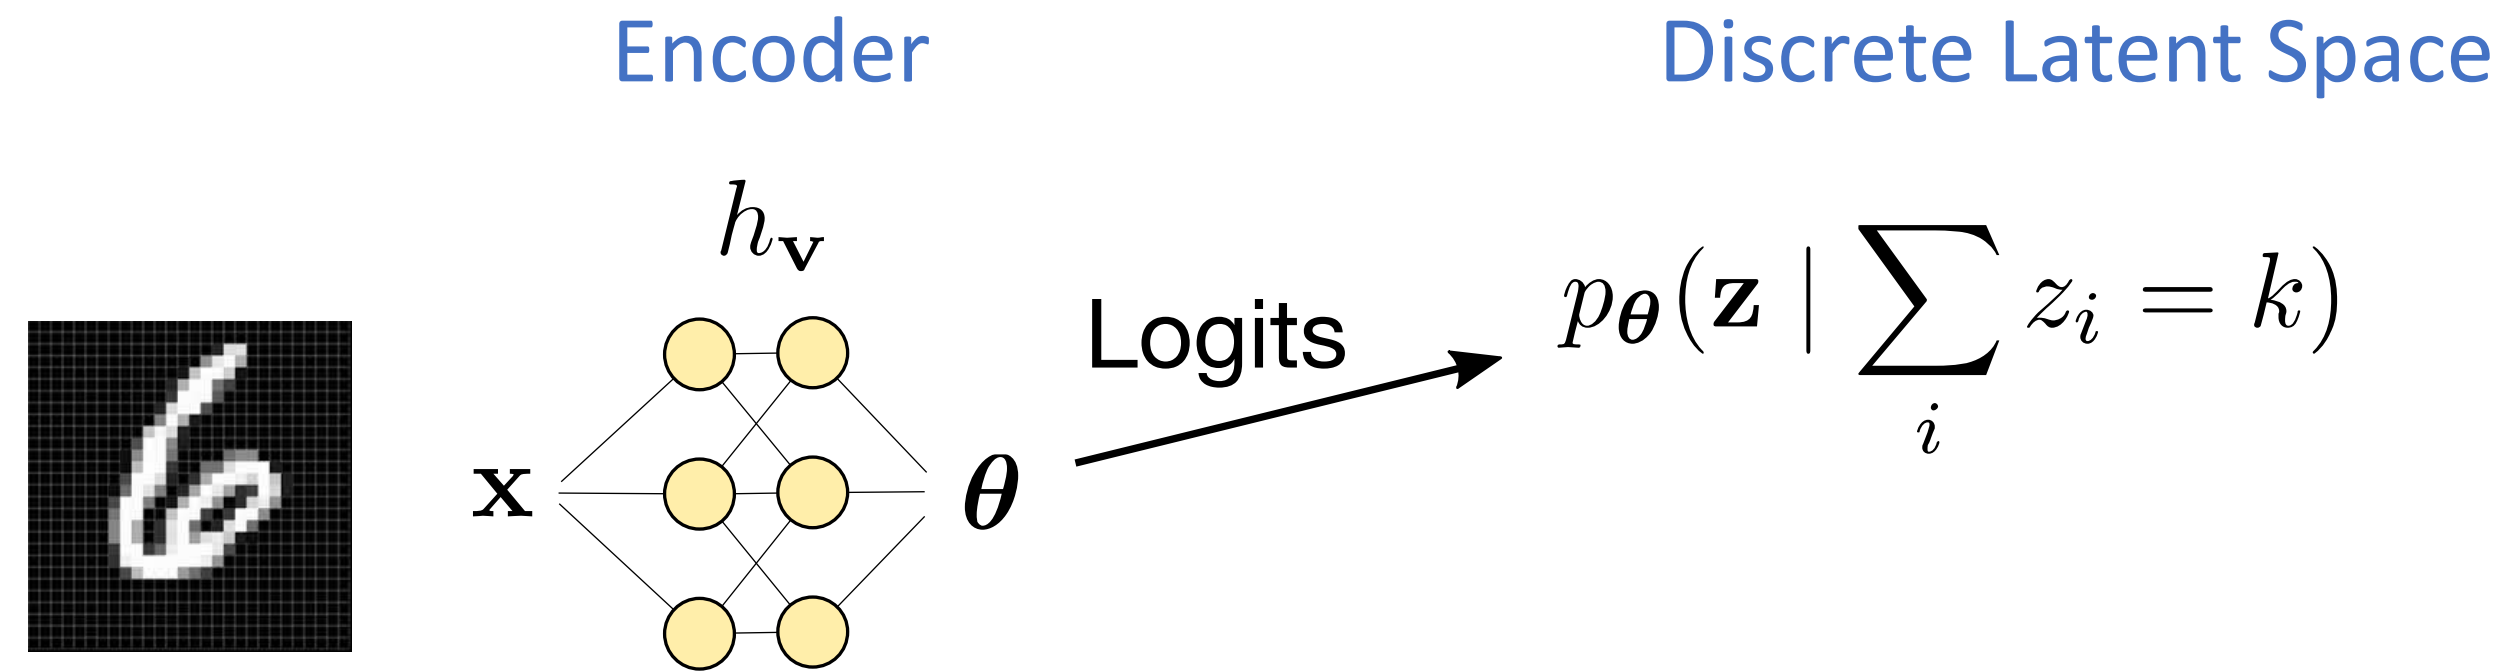 Encoder
Discrete Latent Space
h_𝐯
Logits
p_𝜽(𝐳 | ∑_i z_i = k)
𝐱
𝜽